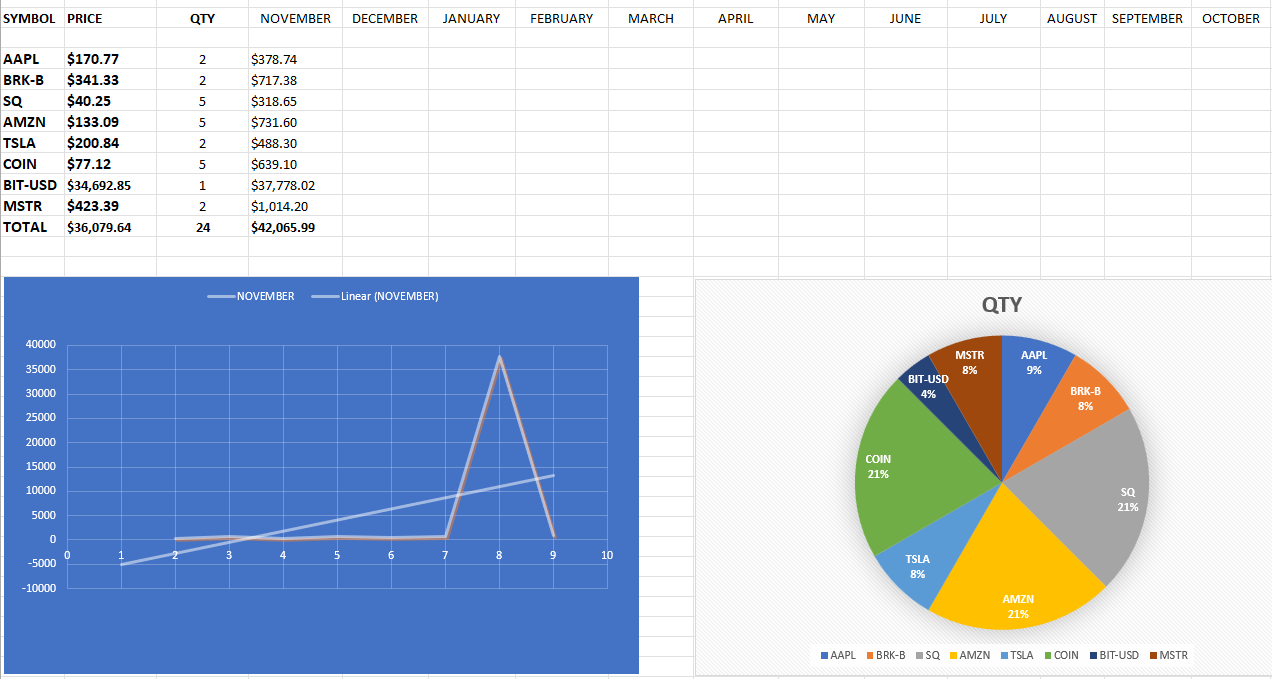 SYMBOL PRICE QTY NOVEMBER DECEMBER JANUARY FEBRUARY MARCH APRIL MAY JUNE JULY AUGUST SEPTEMBER OCTOBER
AAPL $170.77 2 $378.74
BRK-B $341.33 2 $717.38
SQ $40.25 5 $318.65
AMZN $133.09 5 $731.60
TSLA $200.84 2 $488.30
COIN $77.12 5 $639.10
BIT-USD $34,692.85 1 $37,778.02
MSTR $423.39 2 $1,014.20
TOTAL $36,079.64 24 $42,065.99
NOVEMBER Linear (NOVEMBER)
40000
35000
30000
25000
20000
15000
10000
5000
0
-5000
-10000
0 1 2 3 4 5 6 7 8 9 10
QTY
MSTR
8%
AAPL
9%
BIT-USD
4%
BRK-B
8%
COIN
21%
SQ
21%
TSLA
8%
AMZN
21%
AAPL BRK-B SQ AMZN TSLA COIN BIT-USD MSTR